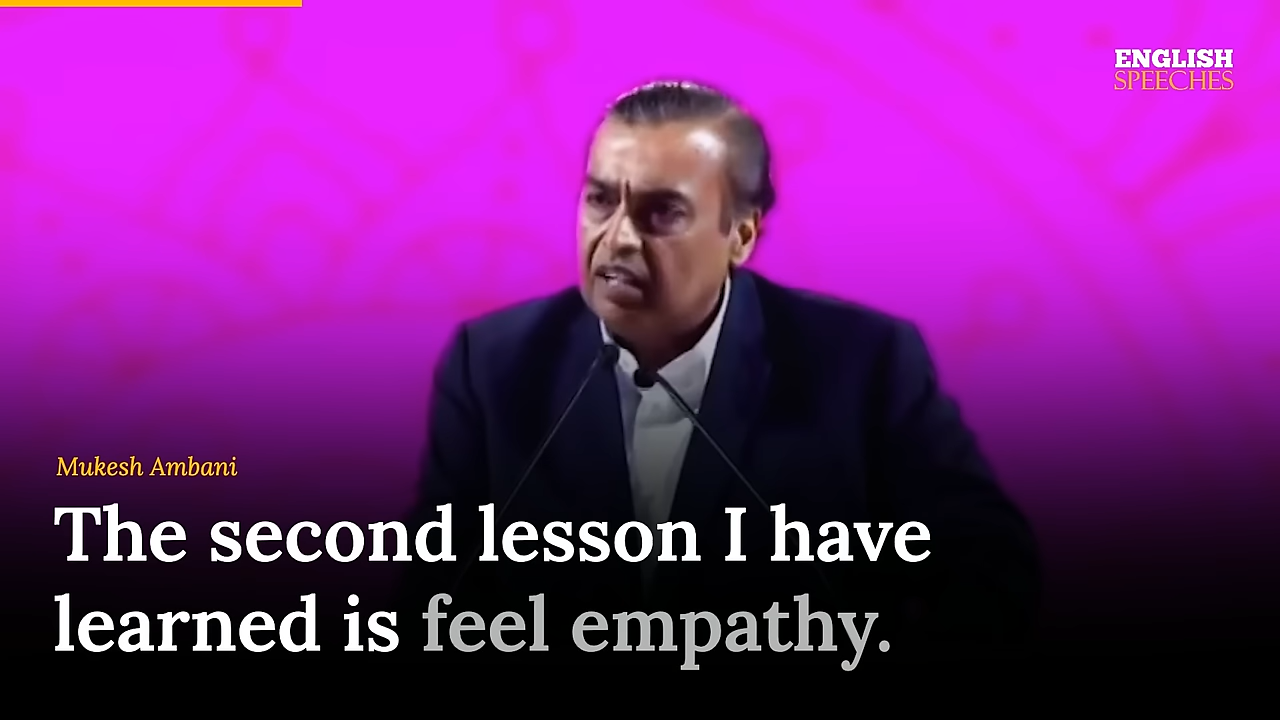 ENGLISH
SPEECHES
Mukesh Ambani
The second lesson I have
learned is feel empathy.